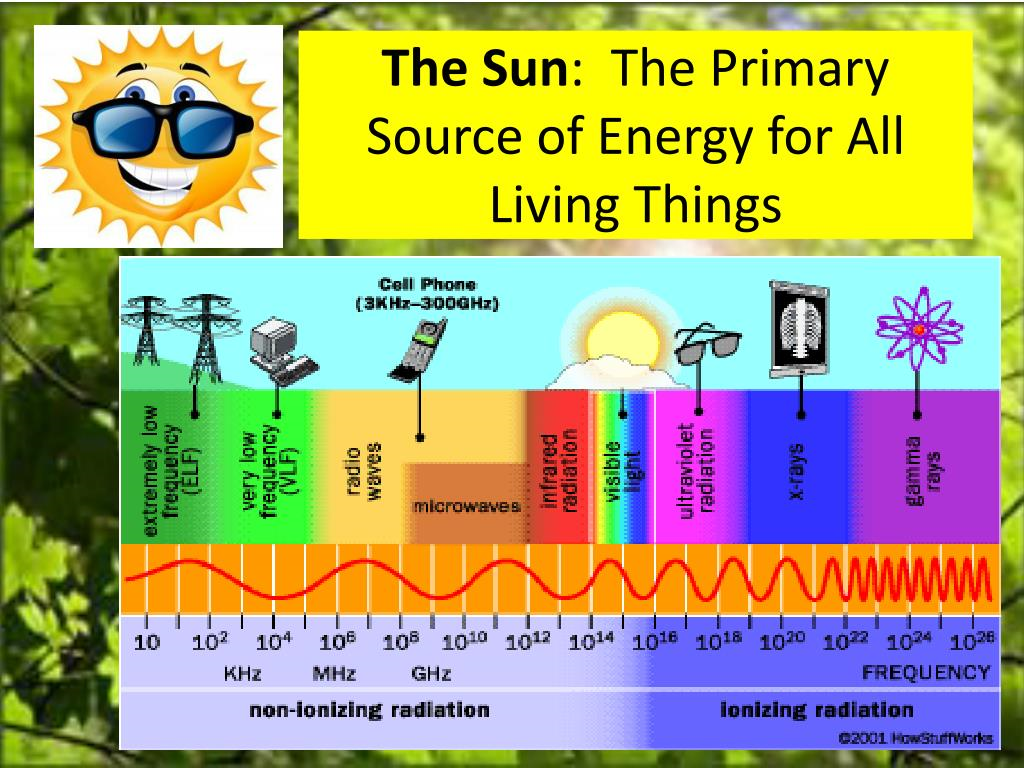 The Sun:  The Primary
Source of Energy for All
Living Things
Cell Phone
(3KHz–300GHz)
extremely low
frequency
(ELF)
very low
frequency
(VLF)
radio
waves
microwaves
infrared
radiation
visible
light
ultraviolet
radiation
x-rays
gamma
rays
10 10² 10⁴ 10⁶ 10⁸ 10¹⁰ 10¹² 10¹⁴ 10¹⁶ 10¹⁸ 10²⁰ 10²² 10²⁴ 10²⁶
KHz MHz GHz FREQUENCY
non-ionizing radiation ionizing radiation
©2001 HowStuffWorks